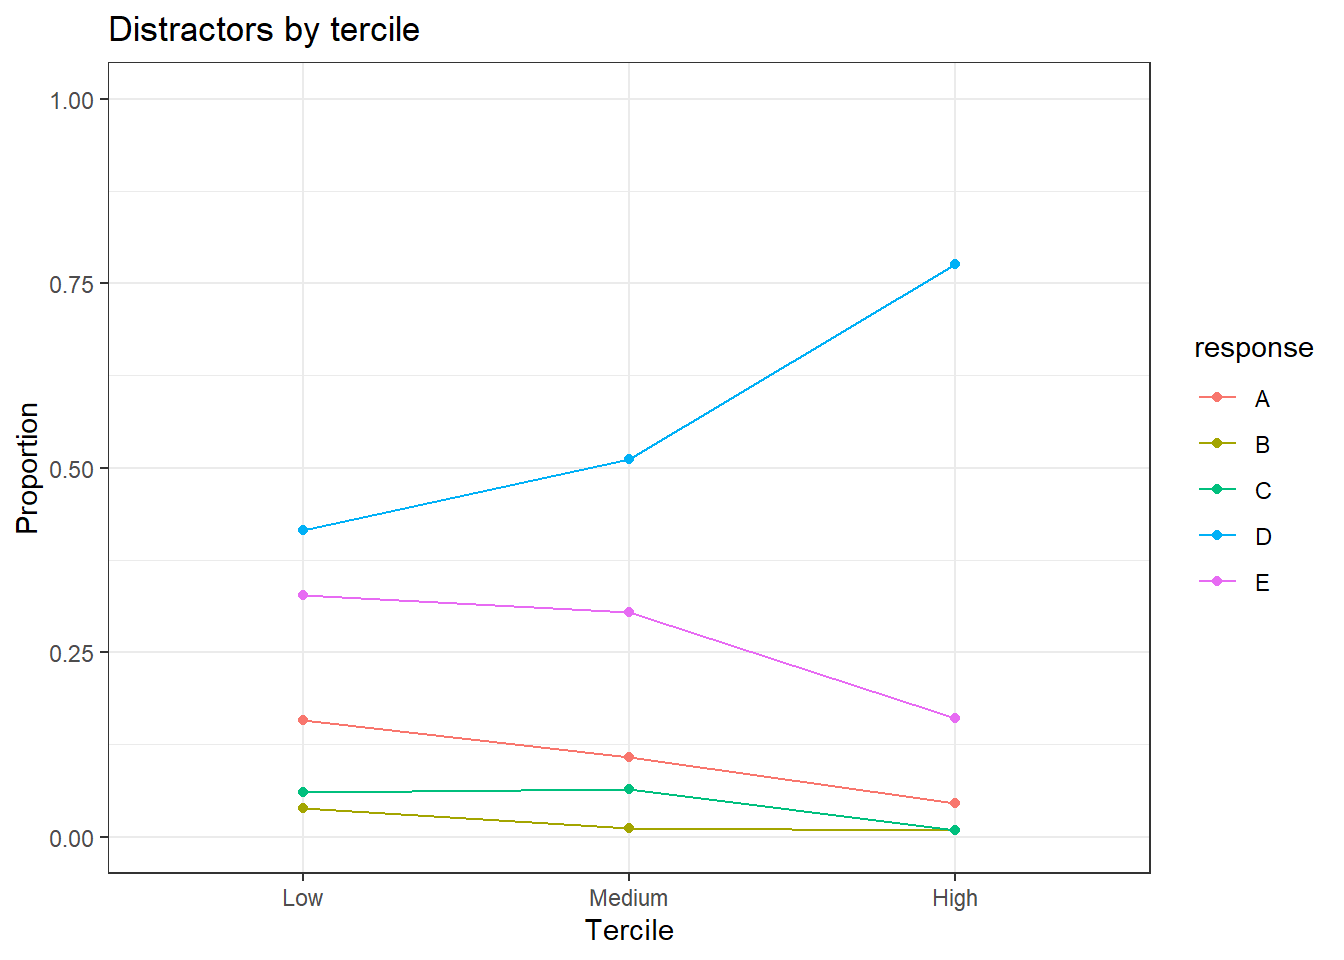 Distractors by tercile
1.00
0.75
0.50
0.25
0.00
Proportion
Low Medium High
Tercile
response
A
B
C
D
E